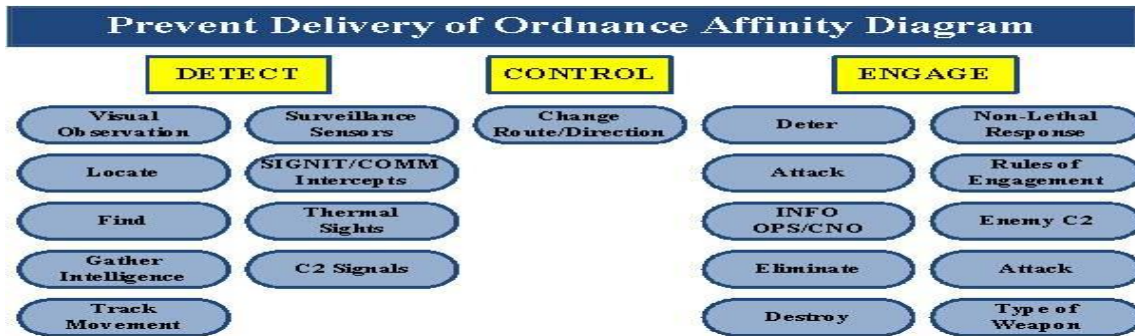 Prevent Delivery of Ordnance Affinity Diagram
DETECT
CONTROL
ENGAGE
Visual
Observation
Surveillance
Sensors
Change
Route/Direction
Deter
Non-Lethal
Response
Locate
SIGNIT/COMM
Intercepts
Attack
Rules of
Engagement
Find
Thermal
Sights
INFO
OPS/CNO
Enemy C2
Gather
Intelligence
C2 Signals
Eliminate
Attack
Track
Movement
Destroy
Type of
Weapon